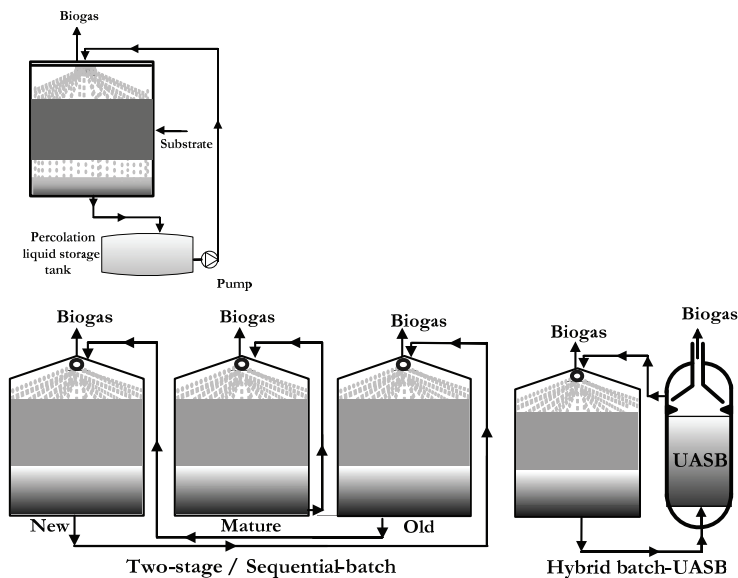 Biogas
Substrate
Percolation
liquid storage
tank
Pump
Biogas
Biogas
Biogas
Biogas
Biogas
UASB
New
Mature
Old
Two-stage / Sequential-batch
Hybrid batch-UASB